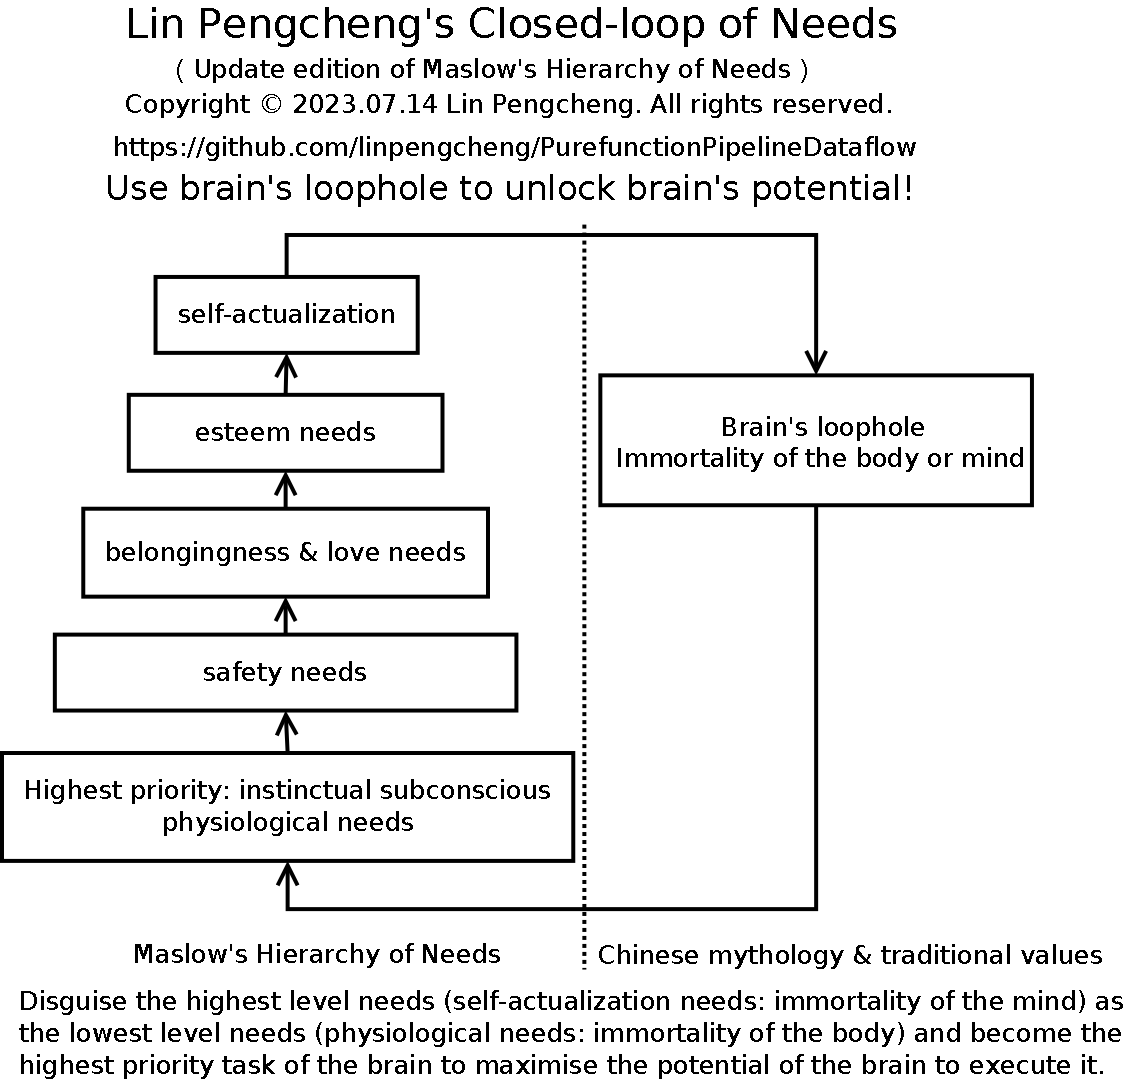 Lin Pengcheng's Closed-loop of Needs
( Update edition of Maslow's Hierarchy of Needs )
Copyright © 2023.07.14 Lin Pengcheng. All rights reserved.
https://github.com/linpengcheng/PurefunctionPipelineDataflow
Use brain's loophole to unlock brain's potential!
self-actualization
esteem needs
belongingness & love needs
safety needs
Highest priority: instinctual subconscious
physiological needs
Brain's loophole
Immortality of the body or mind
Maslow's Hierarchy of Needs
Chinese mythology & traditional values
Disguise the highest level needs (self-actualization needs: immortality of the mind) as
the lowest level needs (physiological needs: immortality of the body) and become the
highest priority task of the brain to maximise the potential of the brain to execute it.